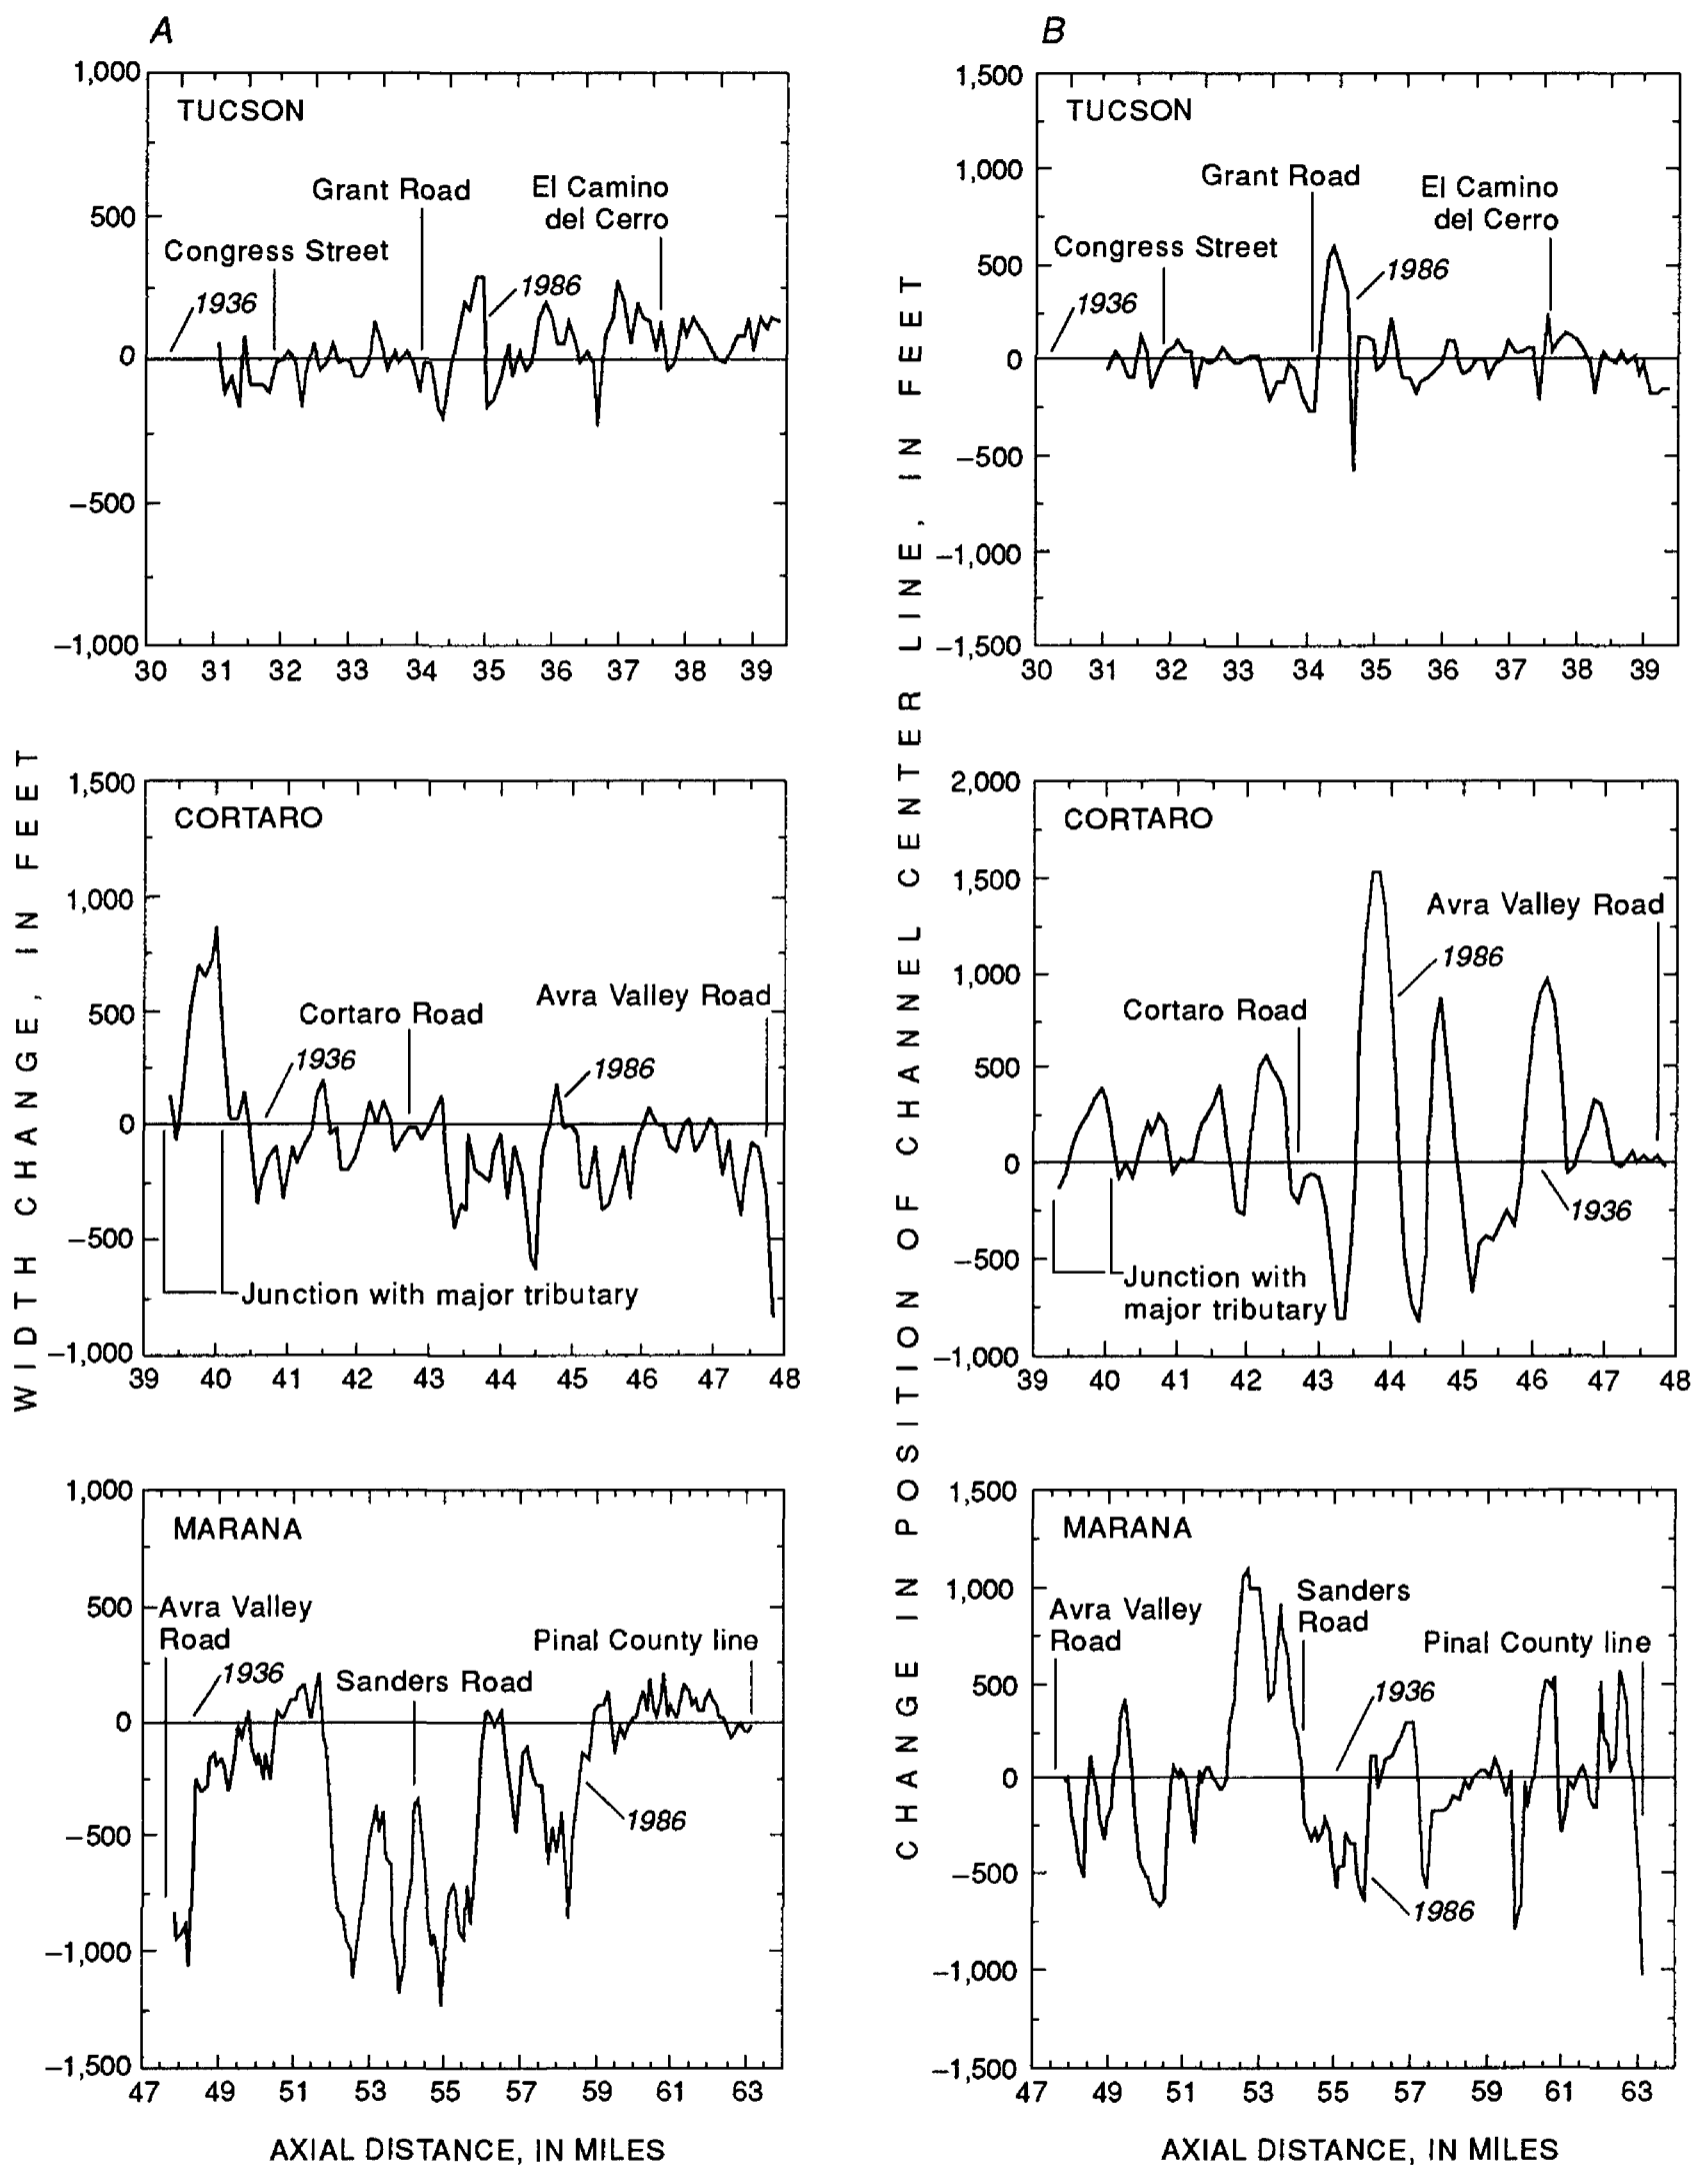 A
1,000
500
0
−500
−1,000
TUCSON
Grant Road
El Camino
del Cerro
Congress Street
1936
1986
30 31 32 33 34 35 36 37 38 39
B
1,500
1,000
500
0
−500
−1,000
−1,500
TUCSON
Grant Road
El Camino
del Cerro
Congress Street
1936
1986
30 31 32 33 34 35 36 37 38 39
WIDTH CHANGE, IN FEET
1,500
1,000
500
0
−500
−1,000
CORTARO
Avra Valley Road
Cortaro Road
1936
1986
Junction with major tributary
39 40 41 42 43 44 45 46 47 48
CHANGE IN POSITION OF CHANNEL CENTER LINE, IN FEET
2,000
1,500
1,000
500
0
−500
−1,000
CORTARO
Avra Valley Road
1986
Cortaro Road
1936
Junction with
major tributary
39 40 41 42 43 44 45 46 47 48
1,000
500
0
−500
−1,000
−1,500
MARANA
Avra Valley
Road
Pinal County line
1936
Sanders Road
1986
47 49 51 53 55 57 59 61 63
AXIAL DISTANCE, IN MILES
1,500
1,000
500
0
−500
−1,000
−1,500
MARANA
Sanders
Road
Avra Valley
Road
Pinal County line
1936
1986
47 49 51 53 55 57 59 61 63
AXIAL DISTANCE, IN MILES